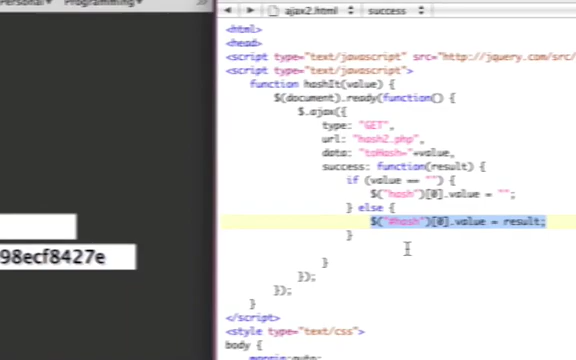 Personal▾ Programming▾ »
ajax2.html success
<html>
<head>
<script type="text/javascript" src="http://jquery.com/src/
<script type="text/javascript">
function hashIt(value) {
$(document).ready(function() {
$.ajax({
type: "GET",
url: "hash2.php",
data: "toHash="+value,
success: function(result) {
if (value == "") {
$("hash")[0].value = "";
} else {
$("#hash")[0].value = result;
}
98ecf8427e
}
});
});
}
</script>
<style type="text/css">
body {
margin:auto;